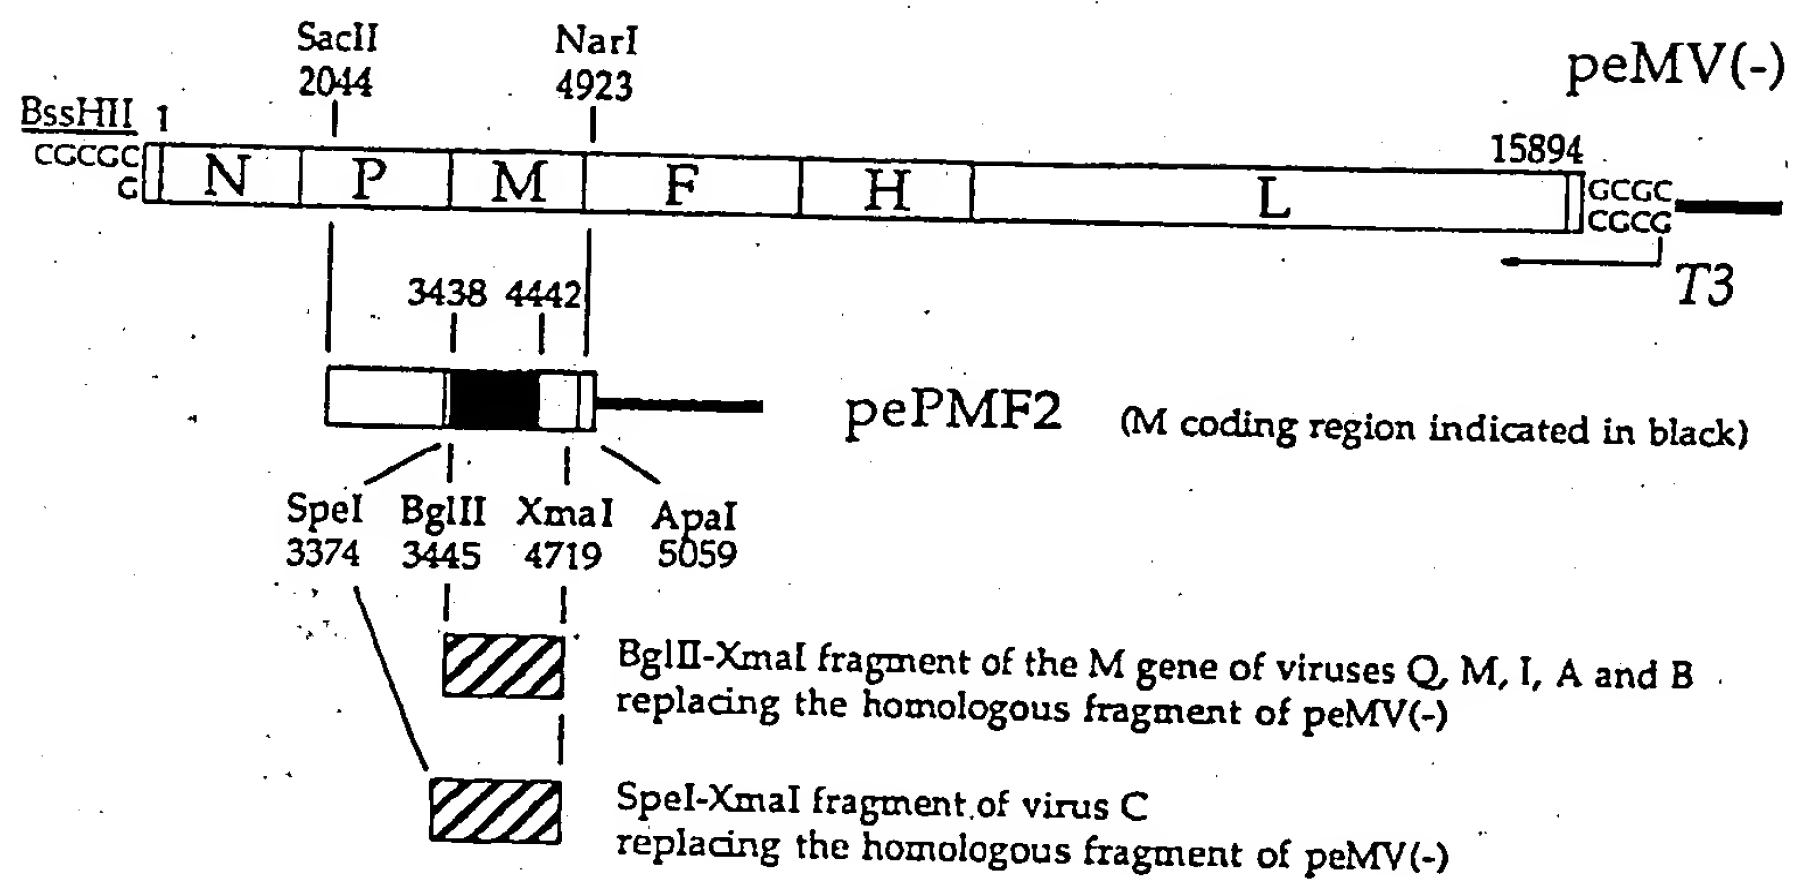 SacII
2044
NarI
4923
peMV(-)
BssHII 1
15894
CGCGC
G
N P M F H L
GCGC
CGCG
T3
3438 4442
pePMF2 (M coding region indicated in black)
SpeI BglII XmaI ApaI
3374 3445 4719 5059
BglII-XmaI fragment of the M gene of viruses Q, M, I, A and B
replacing the homologous fragment of peMV(-)
SpeI-XmaI fragment of virus C
replacing the homologous fragment of peMV(-)